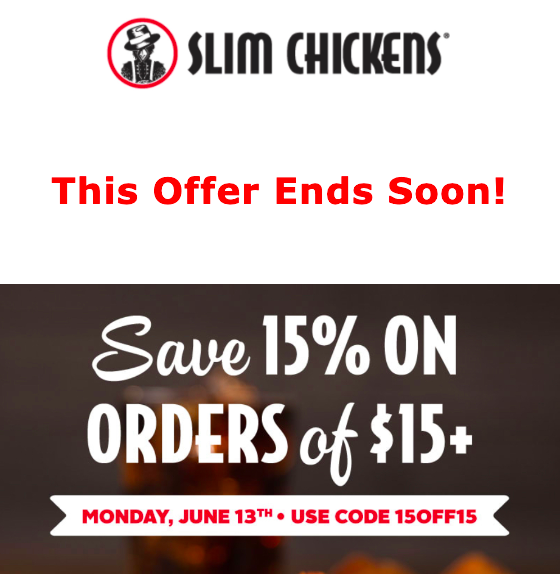 SLIM CHICKENS®
This Offer Ends Soon!
Save 15% ON
ORDERS of $15+
MONDAY, JUNE 13TH • USE CODE 15OFF15